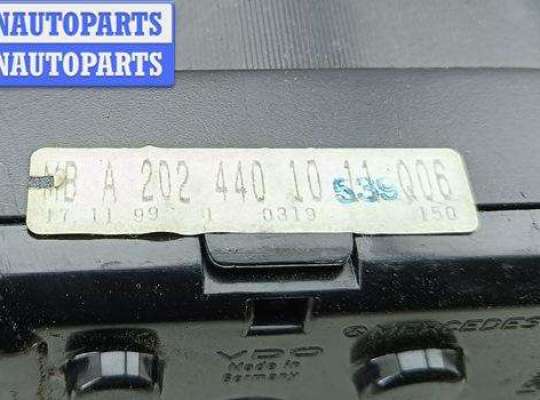 NAUTOPARTS
NAUTOPARTS
MB A 202 440 10 11 Q06
17.11.99 1 0319 150
VDO
Made in
Germany
MERCEDES